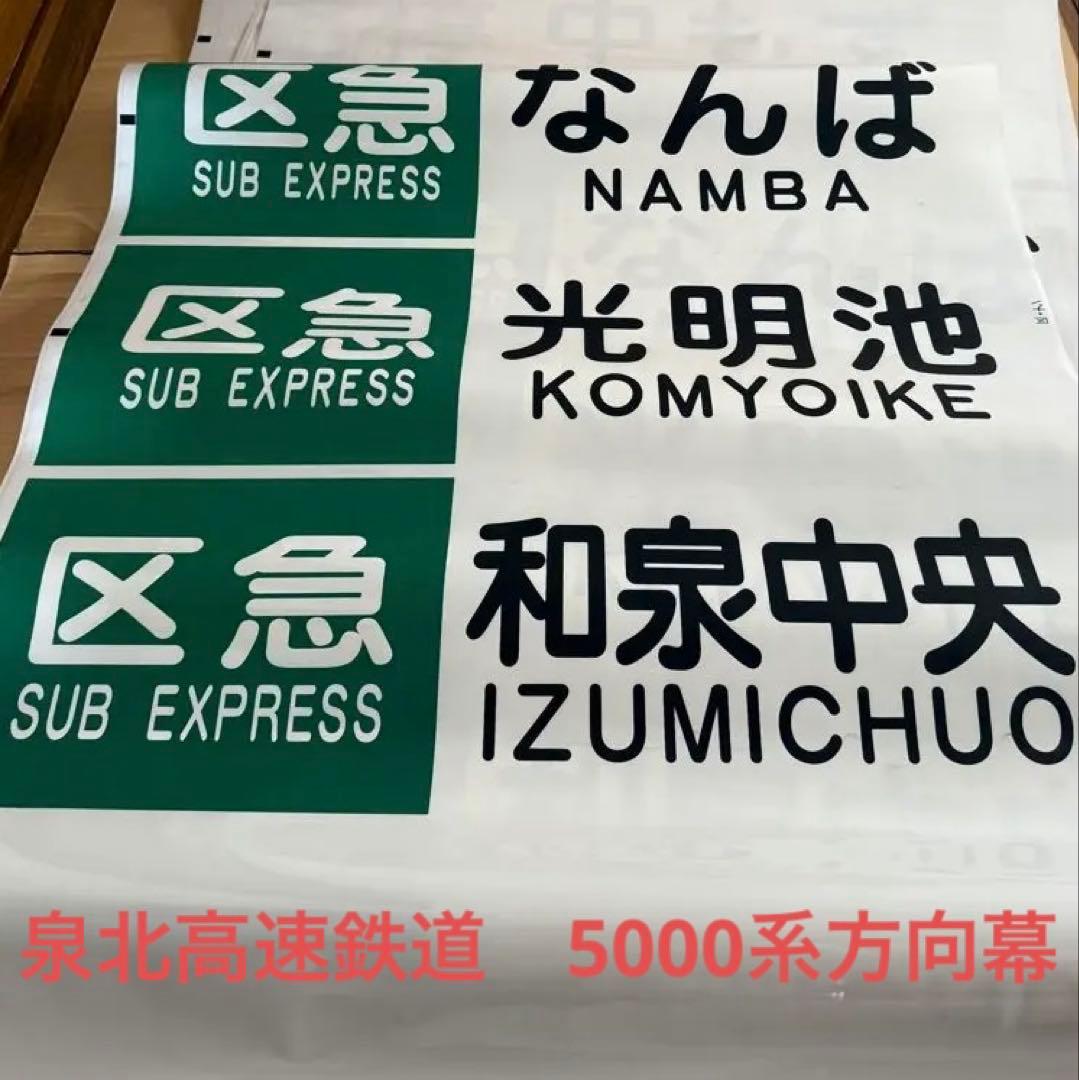 区急 なんば
SUB EXPRESS NAMBA
区急 光明池
SUB EXPRESS KOMYOIKE
区急 和泉中央
SUB EXPRESS IZUMICHUO
泉北高速鉄道　5000系方向幕